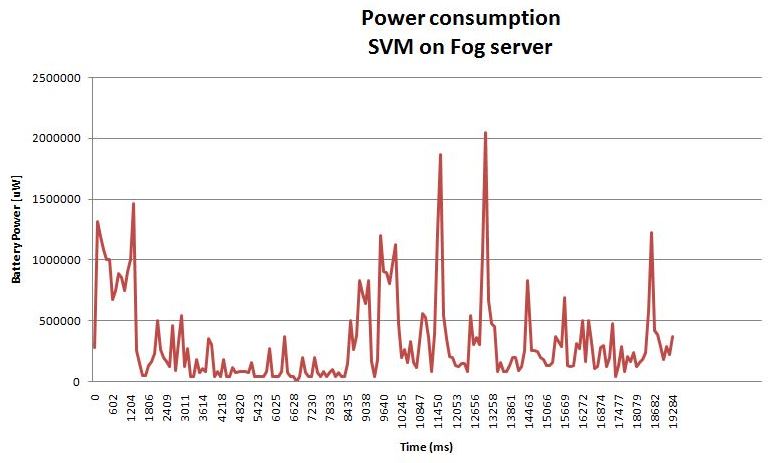 Power consumption
SVM on Fog server
2500000
2000000
1500000
1000000
500000
0
Battery Power [uW]
0 602 1204 1806 2409 3011 3614 4218 4820 5423 6025 6628 7230 7833 8435 9038 9640 10245 10847 11450 12053 12656 13258 13861 14463 15066 15669 16272 16874 17477 18079 18682 19284
Time (ms)